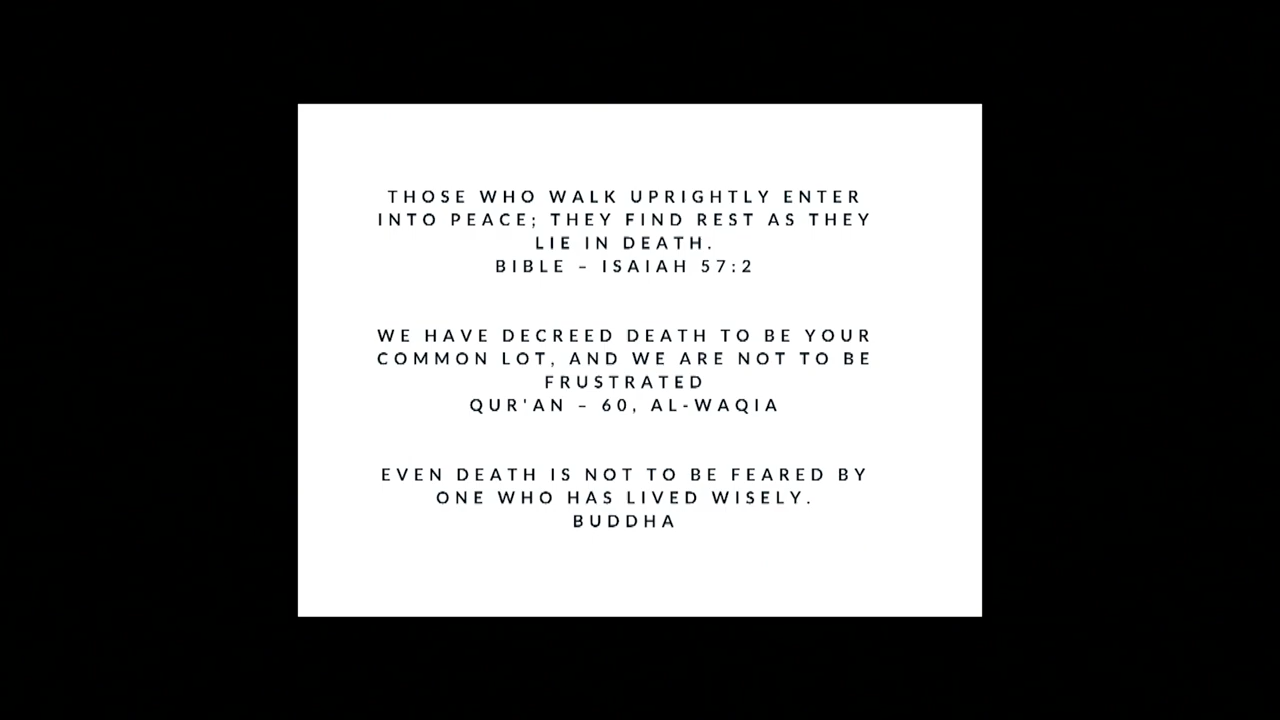 THOSE WHO WALK UPRIGHTLY ENTER
INTO PEACE; THEY FIND REST AS THEY
LIE IN DEATH.
BIBLE – ISAIAH 57:2
WE HAVE DECREED DEATH TO BE YOUR
COMMON LOT, AND WE ARE NOT TO BE
FRUSTRATED
QUR'AN – 60, AL-WAQIA
EVEN DEATH IS NOT TO BE FEARED BY
ONE WHO HAS LIVED WISELY.
BUDDHA